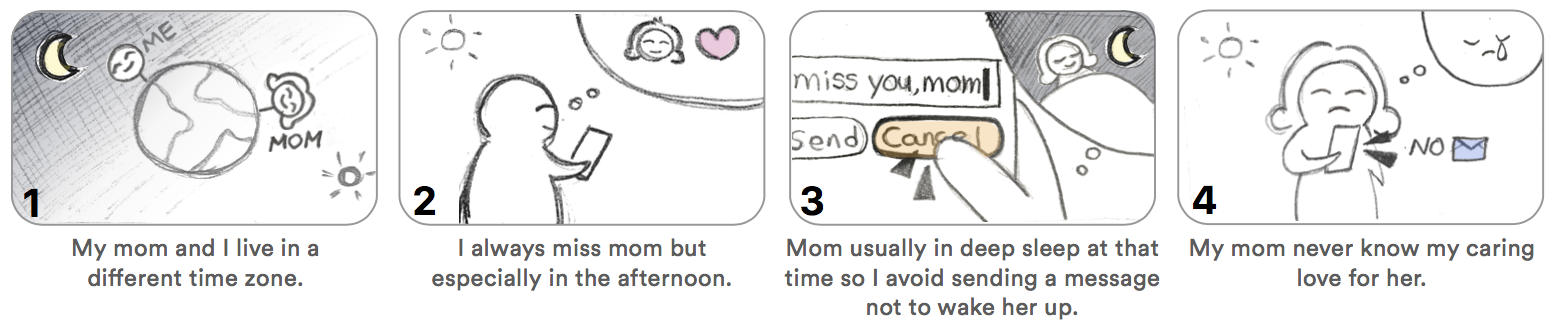 ME
MOM
1
My mom and I live in a
different time zone.
2
I always miss mom but
especially in the afternoon.
miss you,mom
Send
Cancel
3
Mom usually in deep sleep at that
time so I avoid sending a message
not to wake her up.
NO
4
My mom never know my caring
love for her.